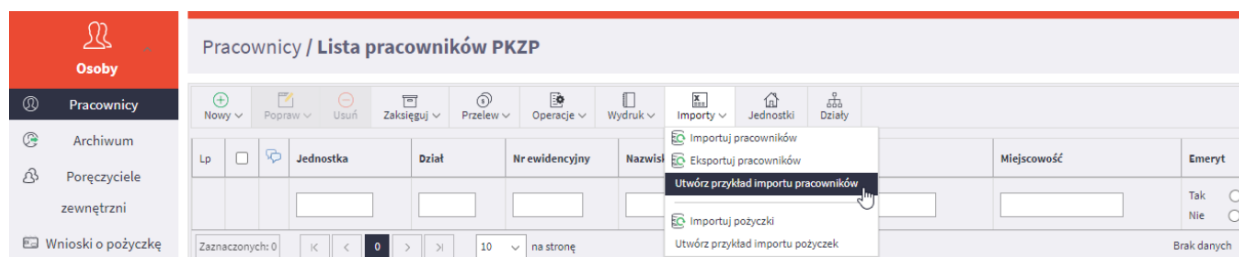 Osoby
Pracownicy
Archiwum
Poręczyciele
zewnętrzni
Wnioski o pożyczkę
Pracownicy / Lista pracowników PKZP
Nowy Popraw Usuń Zaksięguj Przelew Operacje Wydruk Importy Jednostki Działy
Importuj pracowników
Eksportuj pracowników
Utwórz przykład importu pracowników
Importuj pożyczki
Utwórz przykład importu pożyczek
Lp Jednostka Dział Nr ewidencyjny Miejscowość Emeryt
Tak
Nie
Zaznaczonych: 0 0 10 na stronę Brak danych